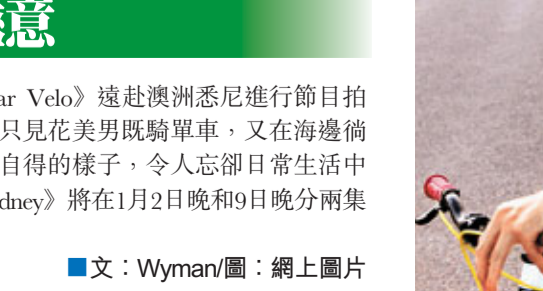 意
ar Velo》遠赴澳洲悉尼進行節目拍
只見花美男既騎單車，又在海邊徜
自得的樣子，令人忘卻日常生活中
dney》將在1月2日晚和9日晚分兩集
■文：Wyman/圖：網上圖片